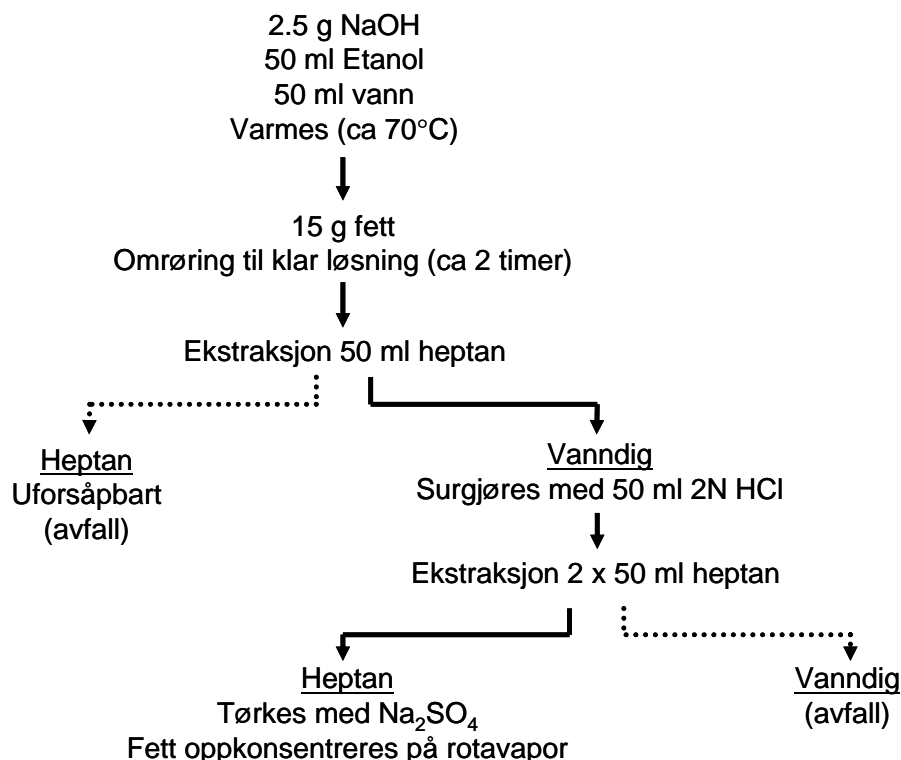 2.5 g NaOH
50 ml Etanol
50 ml vann
Varmes (ca 70°C)
15 g fett
Omrøring til klar løsning (ca 2 timer)
Ekstraksjon 50 ml heptan
Heptan
Uforsåpbart
(avfall)
Vanndig
Surgjøres med 50 ml 2N HCl
Ekstraksjon 2 x 50 ml heptan
Heptan
Tørkes med Na₂SO₄
Fett oppkonsentreres på rotavapor
Vanndig
(avfall)